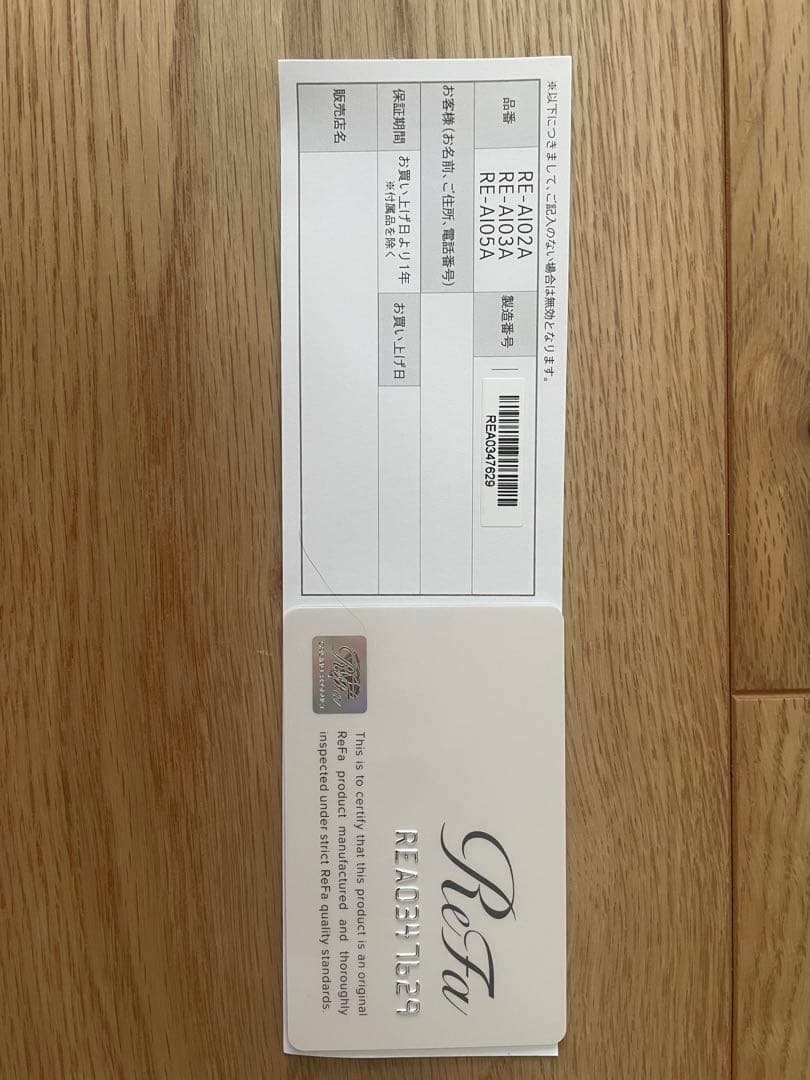 ※以下につきまして、ご記入のない場合は無効となります。
品番
RE-AI02A
RE-AI03A
RE-AI05A
製造番号
REA0347629
お客様(お名前、ご住所、電話番号)
保証期間
お買い上げ日より1年
※付属品を除く
お買い上げ日
販売店名
ReFa
REA0347629
This is to certify that this product is an original
ReFa product manufactured and thoroughly
inspected under strict ReFa quality standards.